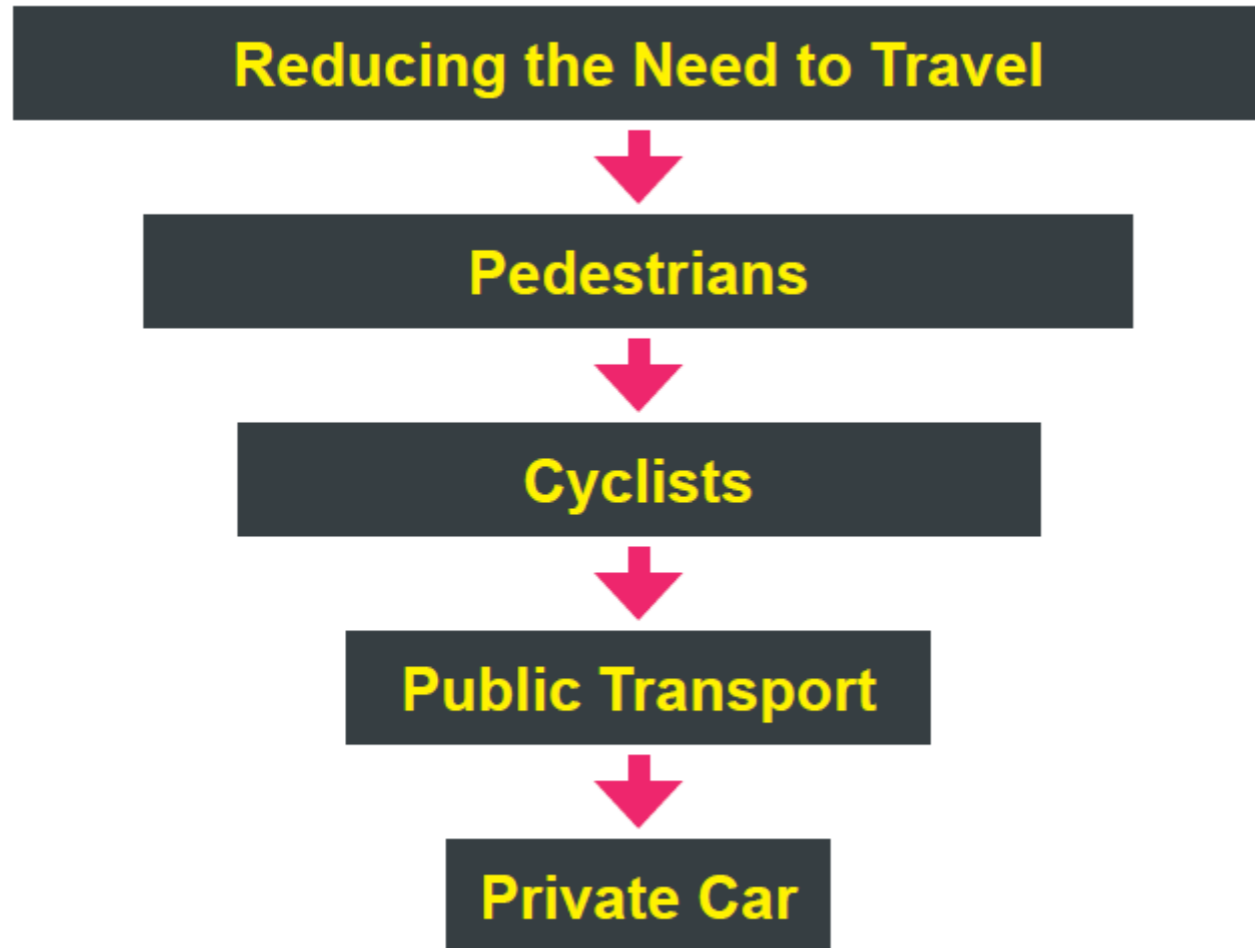 Reducing the Need to Travel
Pedestrians
Cyclists
Public Transport
Private Car